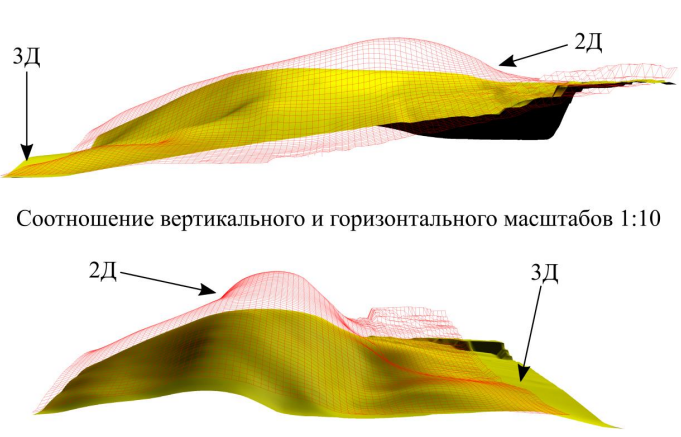 2Д
3Д
Соотношение вертикального и горизонтального масштабов 1:10
2Д
3Д